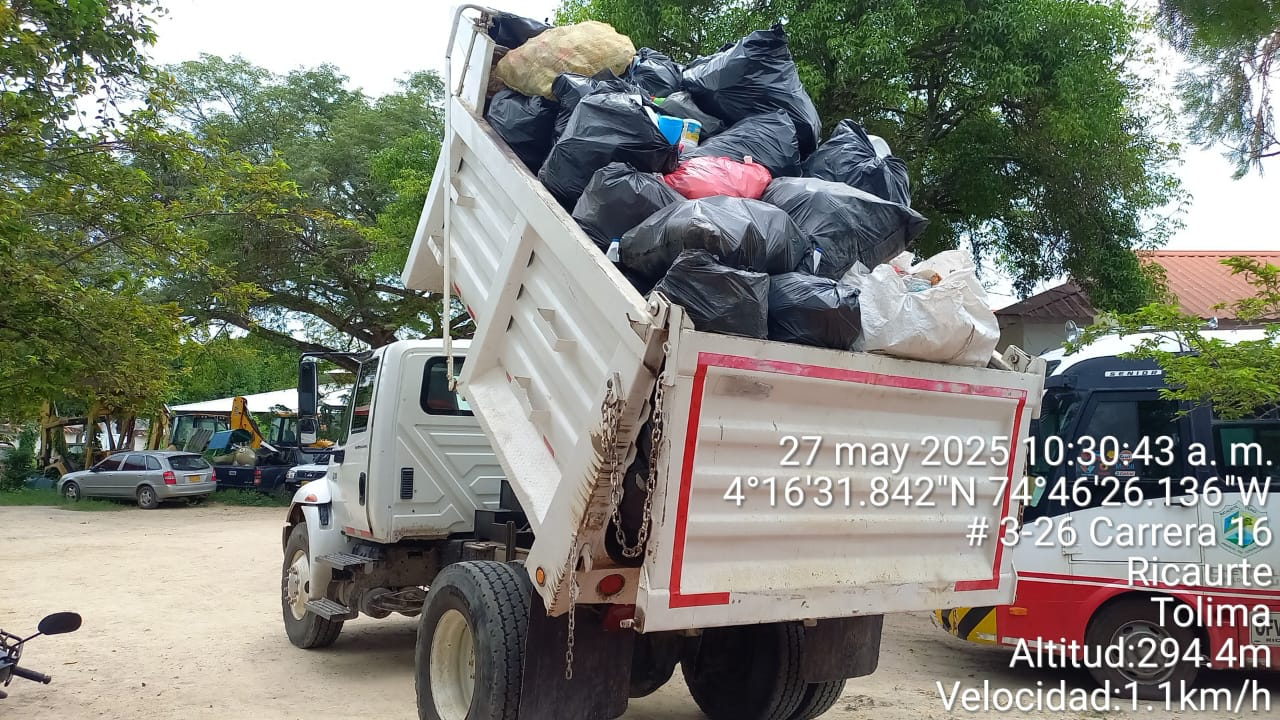 SENIOR
27 may 2025 10:30:43 a. m.
4°16'31.842"N 74°46'26.136"W
# 3-26 Carrera 16
Ricaurte
Tolima
Altitud:294.4m
Velocidad:1.1km/h